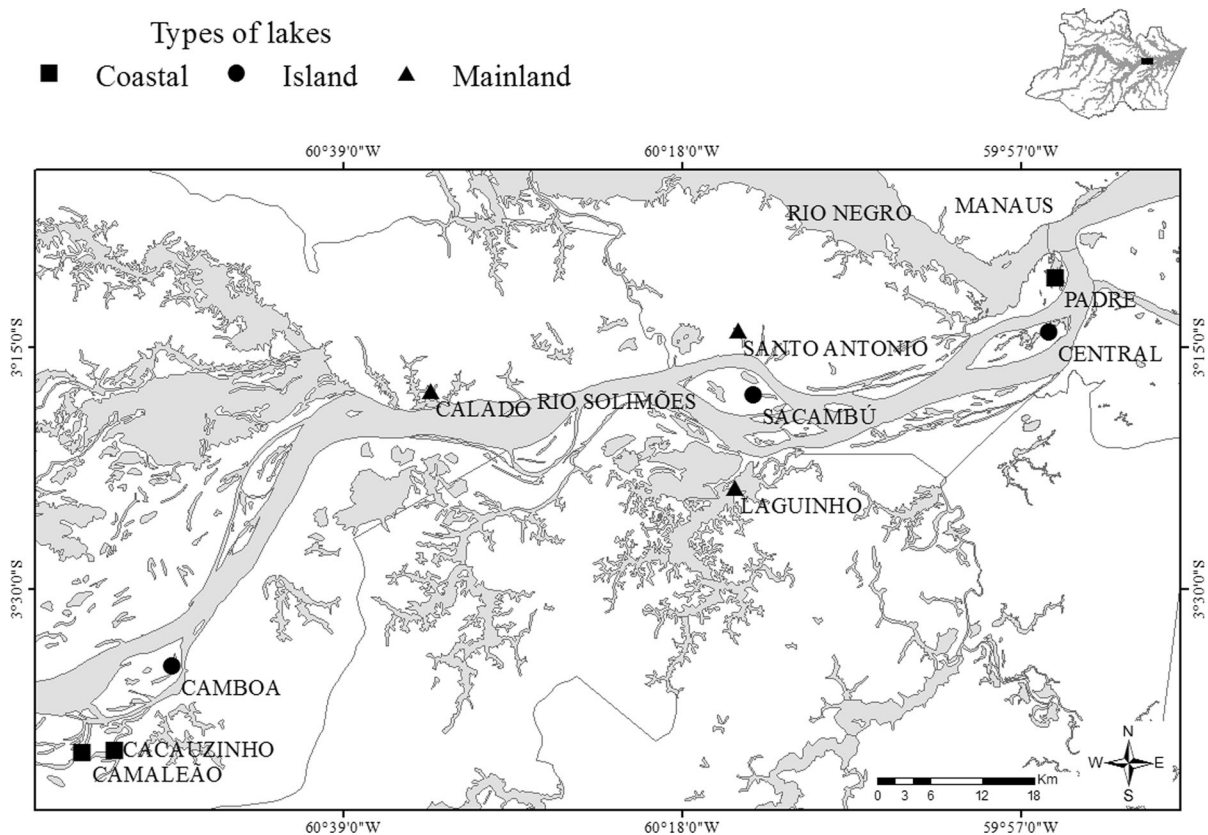 Types of lakes
Coastal Island Mainland
60°39'0"W 60°18'0"W 59°57'0"W
RIO NEGRO
MANAUS
PADRE
3°15'0"S
SANTO ANTONIO
CENTRAL
3°15'0"S
CALADO
RIO SOLIMÕES
SACAMBÚ
LAGUINHO
3°30'0"S
3°30'0"S
CAMBOA
CACAUZINHO
CAMALEÃO
N
W E
S
Km
0 3 6 12 18
60°39'0"W 60°18'0"W 59°57'0"W